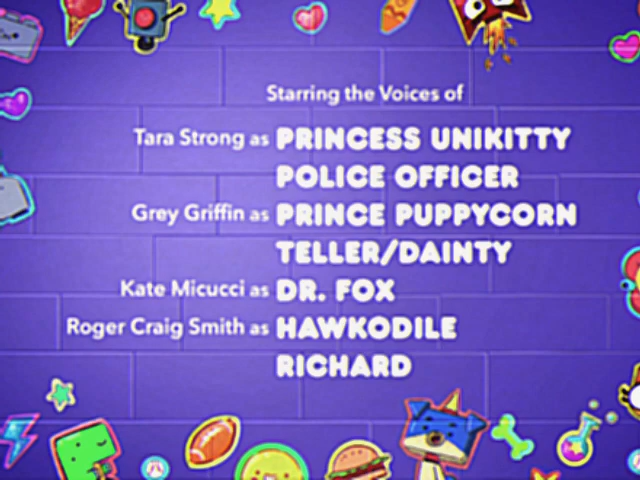 Starring the Voices of
Tara Strong as PRINCESS UNIKITTY
POLICE OFFICER
Grey Griffin as PRINCE PUPPYCORN
TELLER/DAINTY
Kate Micucci as DR. FOX
Roger Craig Smith as HAWKODILE
RICHARD